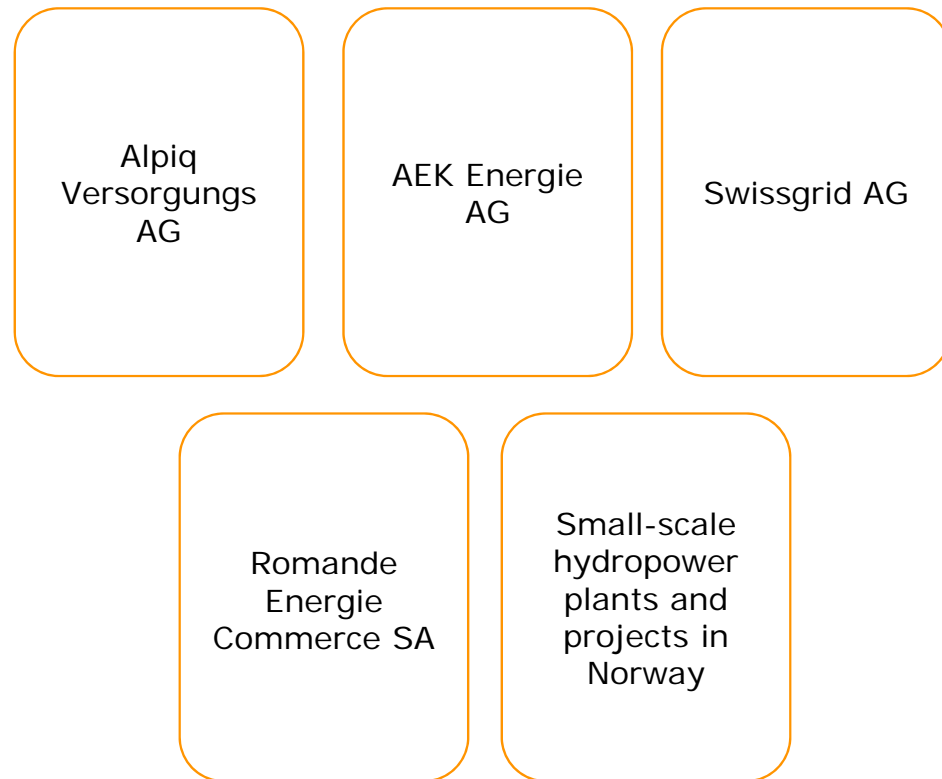 Alpiq
Versorgungs
AG
AEK Energie
AG
Swissgrid AG
Romande
Energie
Commerce SA
Small-scale
hydropower
plants and
projects in
Norway